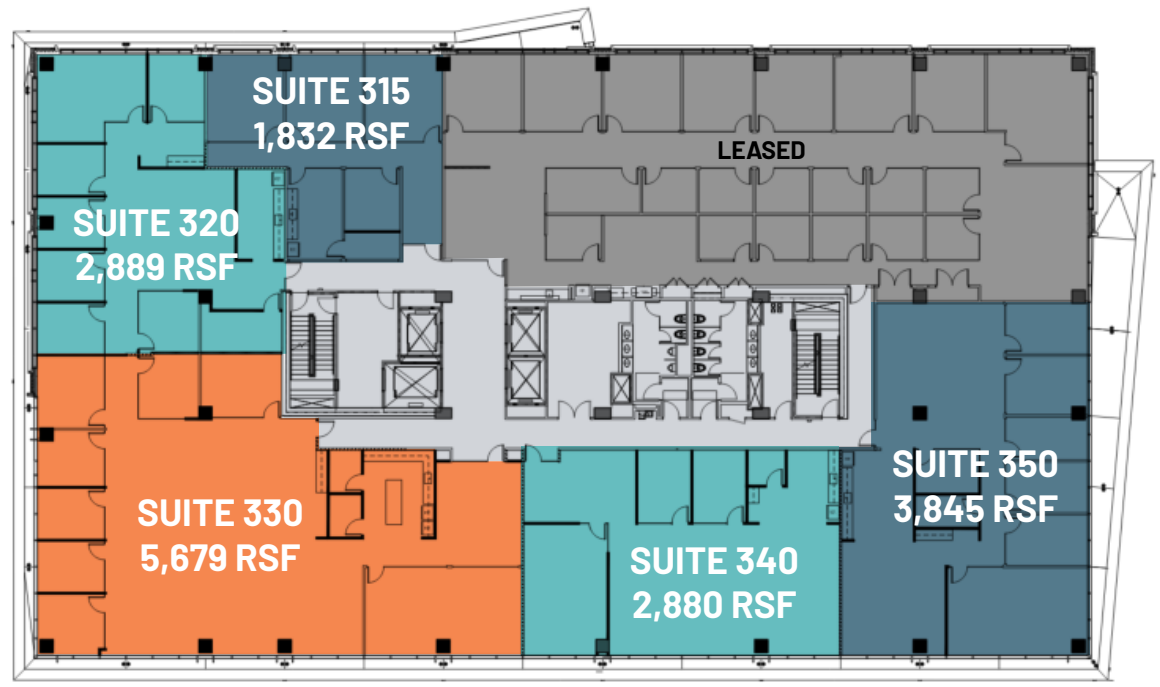 SUITE 315
1,832 RSF
LEASED
SUITE 320
2,889 RSF
SUITE 350
3,845 RSF
SUITE 330
5,679 RSF
SUITE 340
2,880 RSF